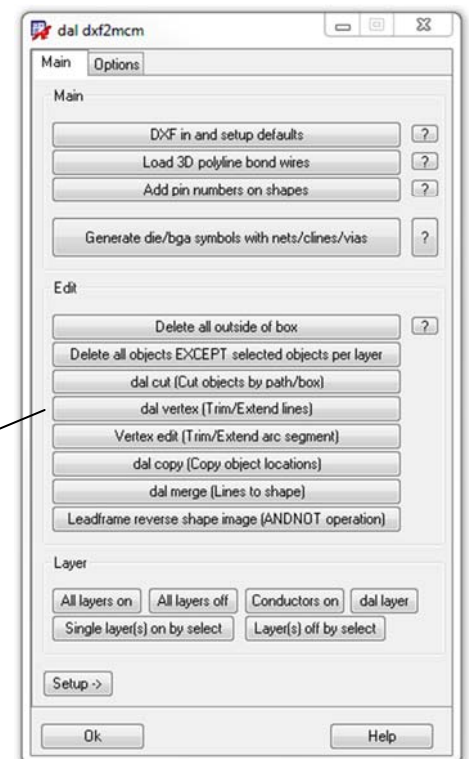 dal dxf2mcm
Main Options
Main
DXF in and setup defaults ?
Load 3D polyline bond wires ?
Add pin numbers on shapes ?
Generate die/bga symbols with nets/clines/vias ?
Edit
Delete all outside of box ?
Delete all objects EXCEPT selected objects per layer
dal cut (Cut objects by path/box)
dal vertex (Trim/Extend lines)
Vertex edit (Trim/Extend arc segment)
dal copy (Copy object locations)
dal merge (Lines to shape)
Leadframe reverse shape image (ANDNOT operation)
Layer
All layers on All layers off Conductors on dal layer
Single layer(s) on by select Layer(s) off by select
Setup ->
Ok Help